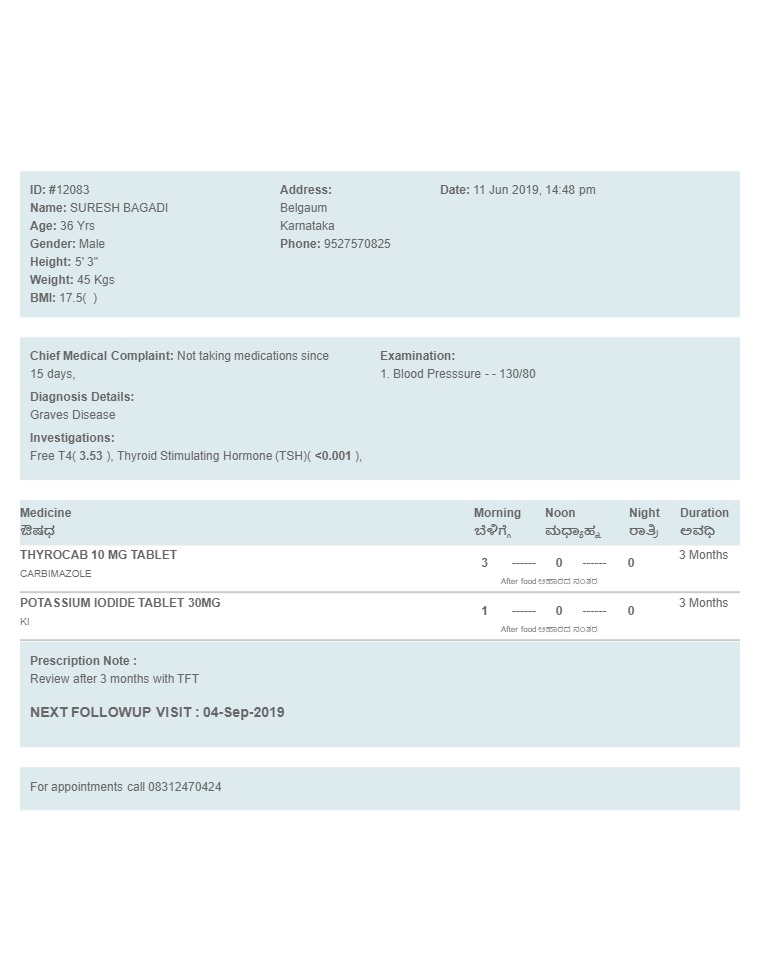 ID: #12083
Name: SURESH BAGADI
Age: 36 Yrs
Gender: Male
Height: 5' 3"
Weight: 45 Kgs
BMI: 17.5( )
Address:
Belgaum
Karnataka
Phone: 9527570825
Date: 11 Jun 2019, 14:48 pm
Chief Medical Complaint: Not taking medications since
15 days,
Diagnosis Details:
Graves Disease
Investigations:
Free T4( 3.53 ), Thyroid Stimulating Hormone (TSH)( <0.001 ),
Examination:
1. Blood Presssure - - 130/80
Medicine Morning Noon Night Duration
ಔಷಧ ಬೆಳಿಗ್ಗೆ ಮಧ್ಯಾಹ್ನ ರಾತ್ರಿ ಅವಧಿ
THYROCAB 10 MG TABLET 3 ------ 0 ------ 0 3 Months
CARBIMAZOLE After food ಆಹಾರದ ನಂತರ
POTASSIUM IODIDE TABLET 30MG 1 ------ 0 ------ 0 3 Months
KI After food ಆಹಾರದ ನಂತರ
Prescription Note :
Review after 3 months with TFT
NEXT FOLLOWUP VISIT : 04-Sep-2019
For appointments call 08312470424